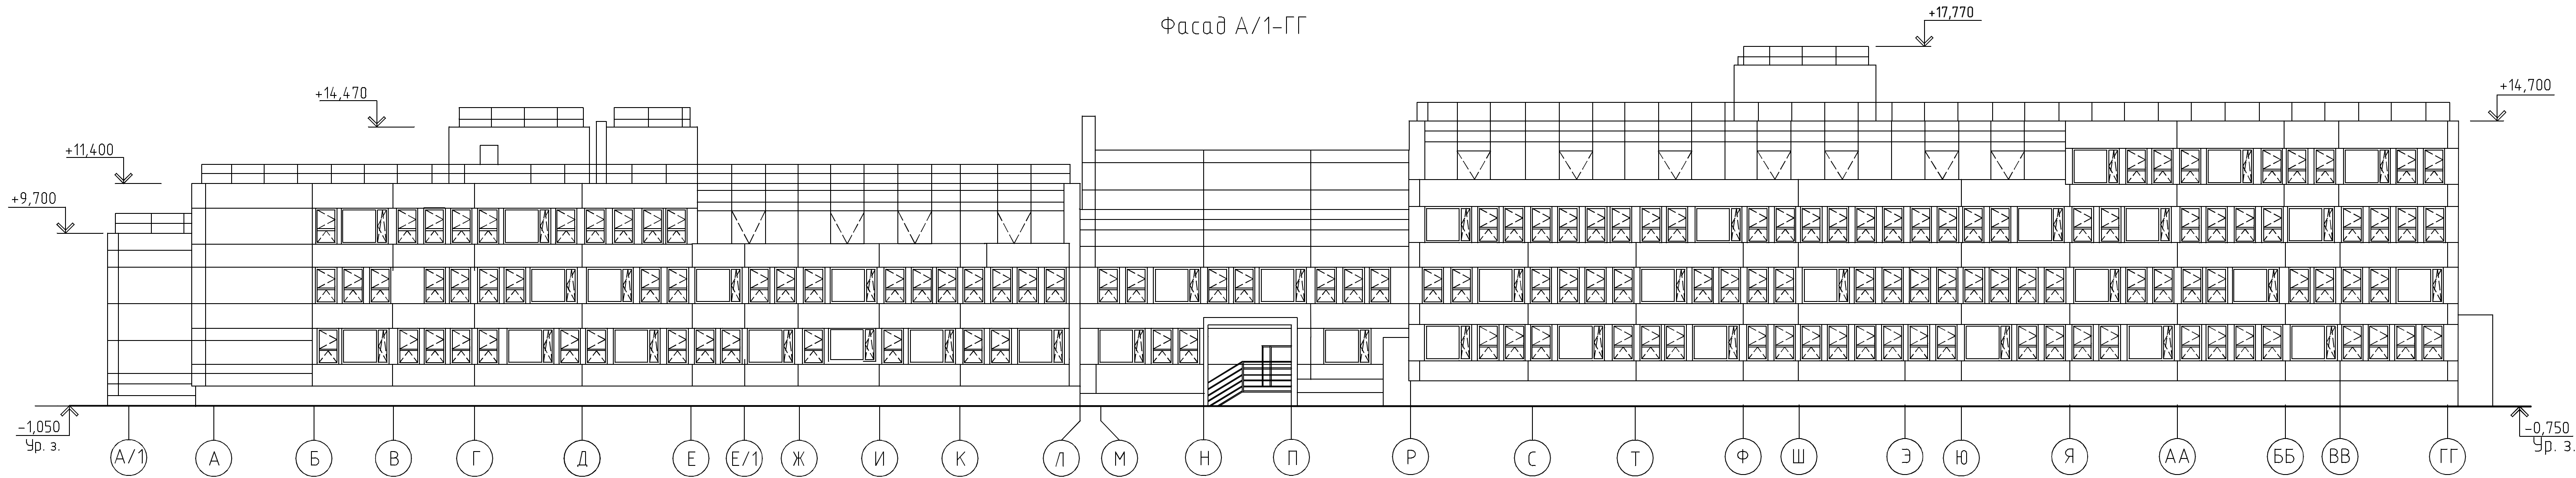 Фасад А/1-ГГ
+17,770
+14,700
+14,470
+11,400
+9,700
-1,050
Ур. з.
-0,750
Ур. з.
А/1 А Б В Г Д Е Е/1 Ж И К Л М Н П Р С Т Ф Ш Э Ю Я АА ББ ВВ ГГ